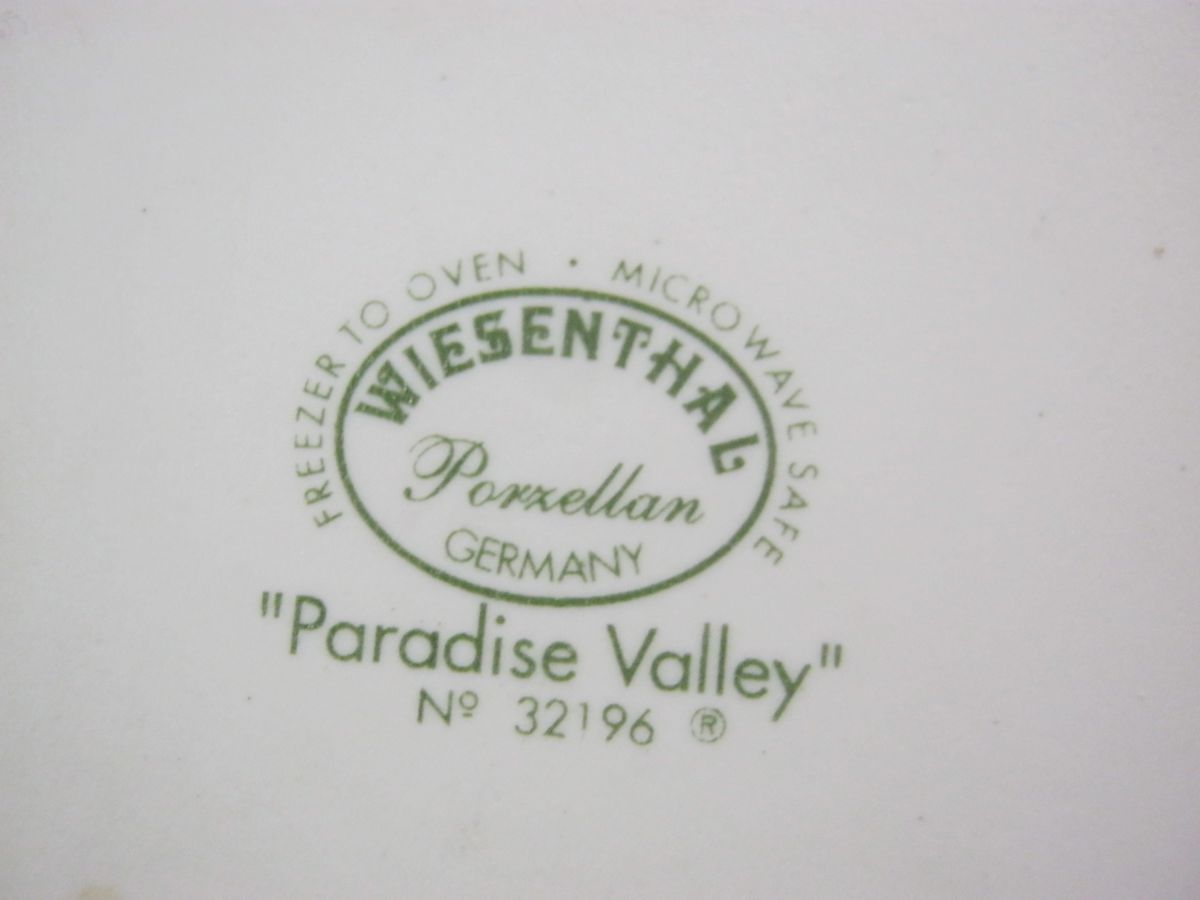 FREEZER TO OVEN · MICROWAVE SAFE
WIESENTHAL
Porzellan
GERMANY
"Paradise Valley"
Nº 32196 ®